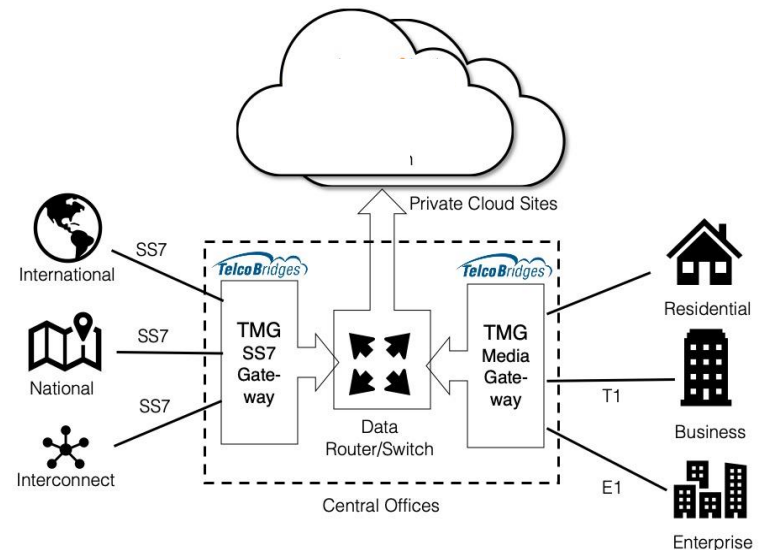 Private Cloud Sites
TelcoBridges
TelcoBridges
SS7
International
TMG
SS7
Gate-
way
SS7
National
SS7
Interconnect
Data
Router/Switch
TMG
Media
Gate-
way
Residential
T1
Business
E1
Enterprise
Central Offices